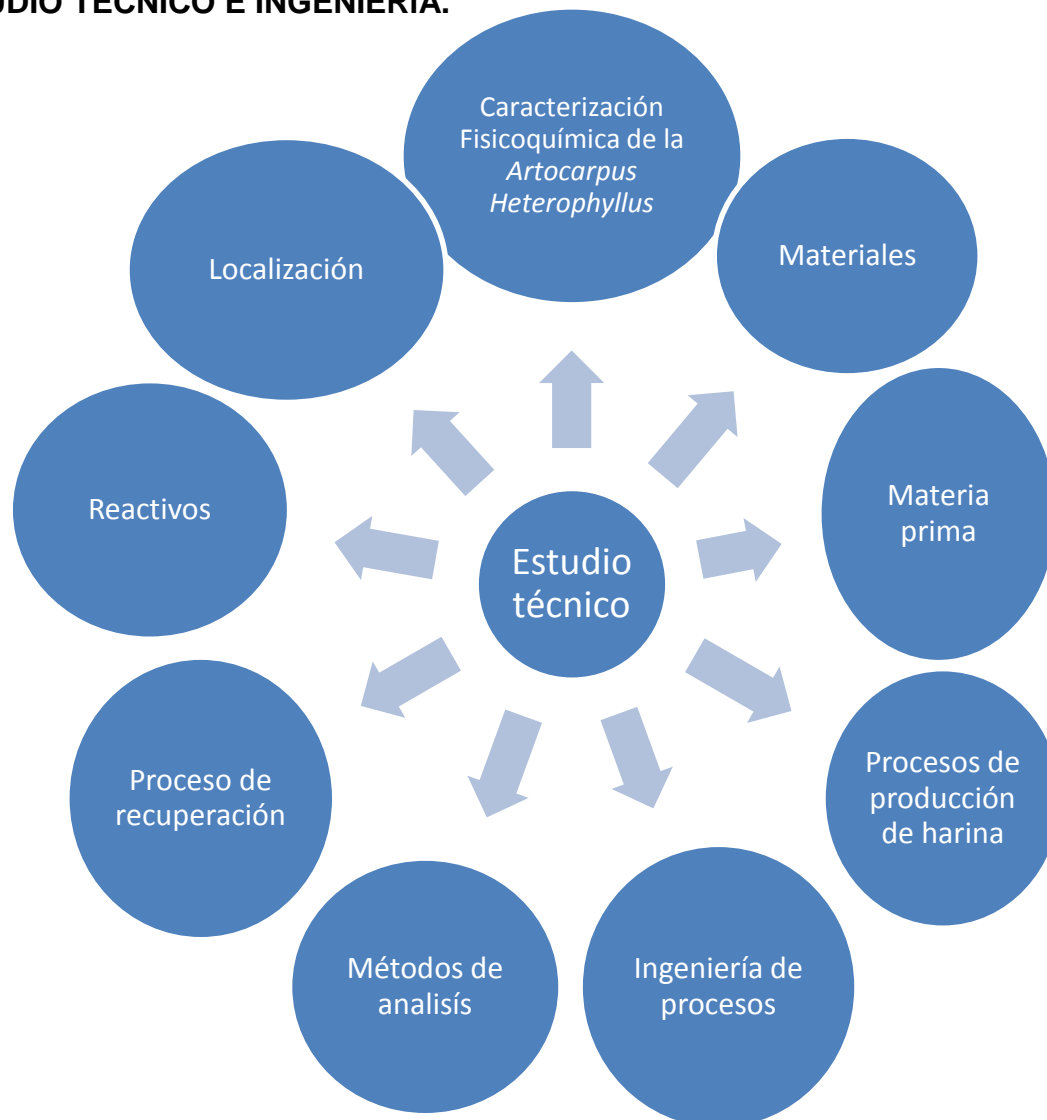 UDIO TÉCNICO E INGENIERÍA.
Caracterización
Fisicoquímica de la
Artocarpus
Heterophyllus
Materiales
Materia
prima
Procesos de
producción
de harina
Ingeniería de
procesos
Métodos de
analisís
Proceso de
recuperación
Reactivos
Localización
Estudio
técnico